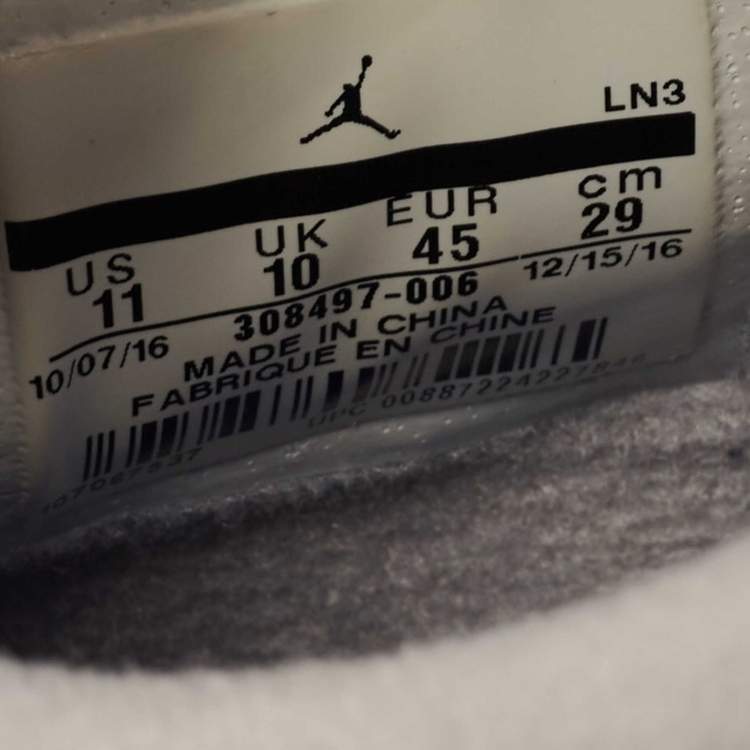 LN3
US UK EUR cm
11 10 45 29
10/07/16 308497-006 12/15/16
MADE IN CHINA
FABRIQUE EN CHINE
UPC